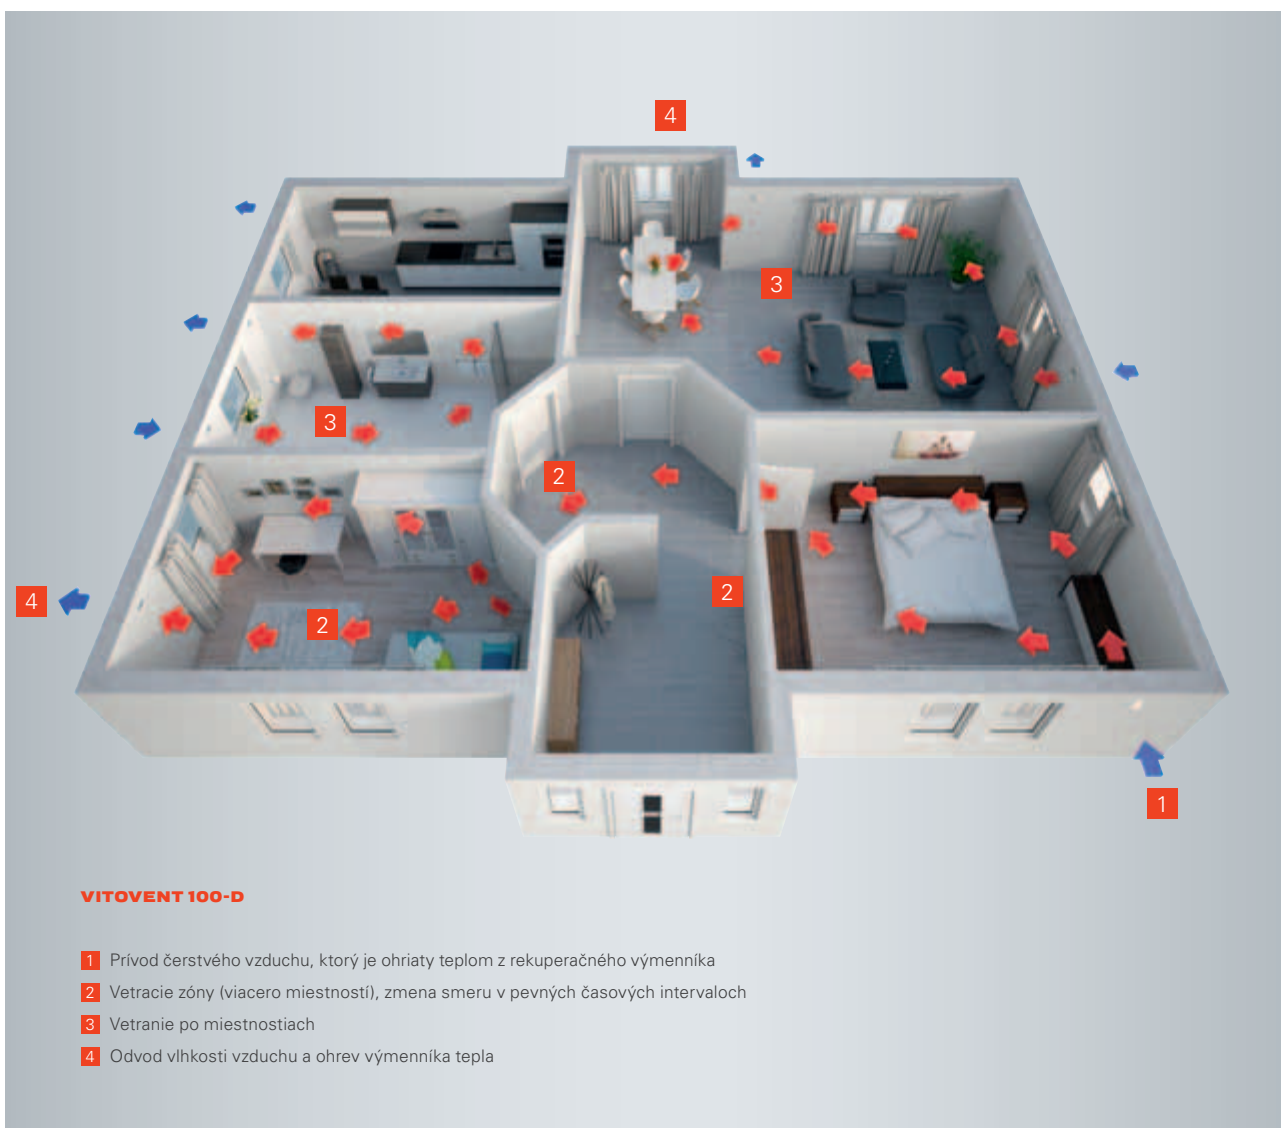 4
3
3
2
2
4
2
1
VITOVENT 100-D
1 Prívod čerstvého vzduchu, ktorý je ohriaty teplom z rekuperačného výmenníka
2 Vetracie zóny (viacero miestností), zmena smeru v pevných časových intervaloch
3 Vetranie po miestnostiach
4 Odvod vlhkosti vzduchu a ohrev výmenníka tepla